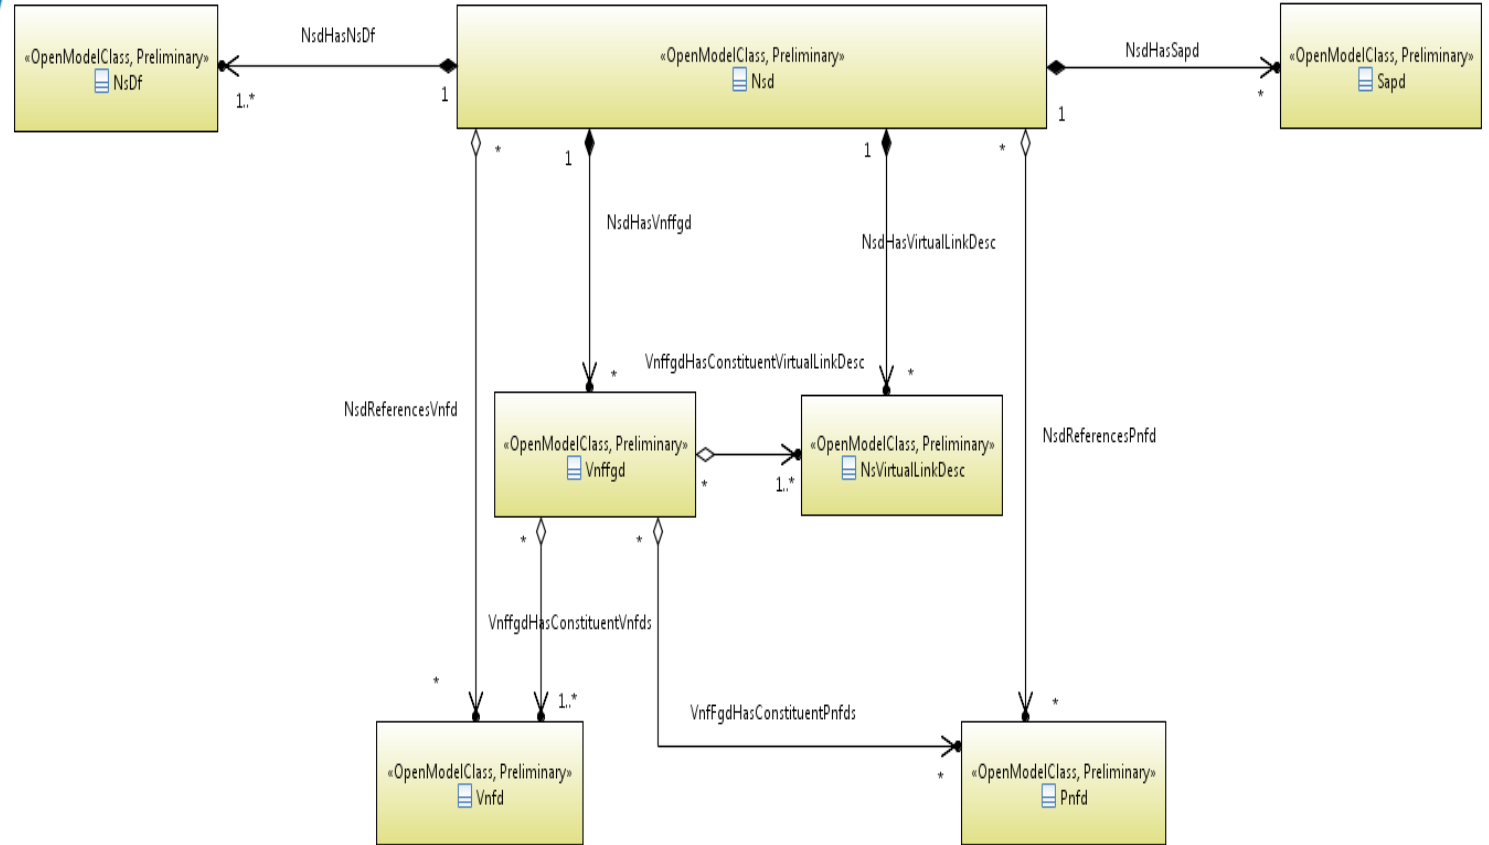 NsdHasNsDf
«OpenModelClass, Preliminary»
NsDf
1..*
1
«OpenModelClass, Preliminary»
Nsd
NsdHasSapd
1
*
«OpenModelClass, Preliminary»
Sapd
*
1
1
*
NsdHasVnffgd
NsdHasVirtualLinkDesc
*
VnffgdHasConstituentVirtualLinkDesc
*
NsdReferencesVnfd
NsdReferencesPnfd
«OpenModelClass, Preliminary»
Vnffgd
*
1..*
«OpenModelClass, Preliminary»
NsVirtualLinkDesc
*
*
VnffgdHasConstituentVnfds
*
1..*
VnfFgdHasConstituentPnfds
*
*
«OpenModelClass, Preliminary»
Vnfd
«OpenModelClass, Preliminary»
Pnfd